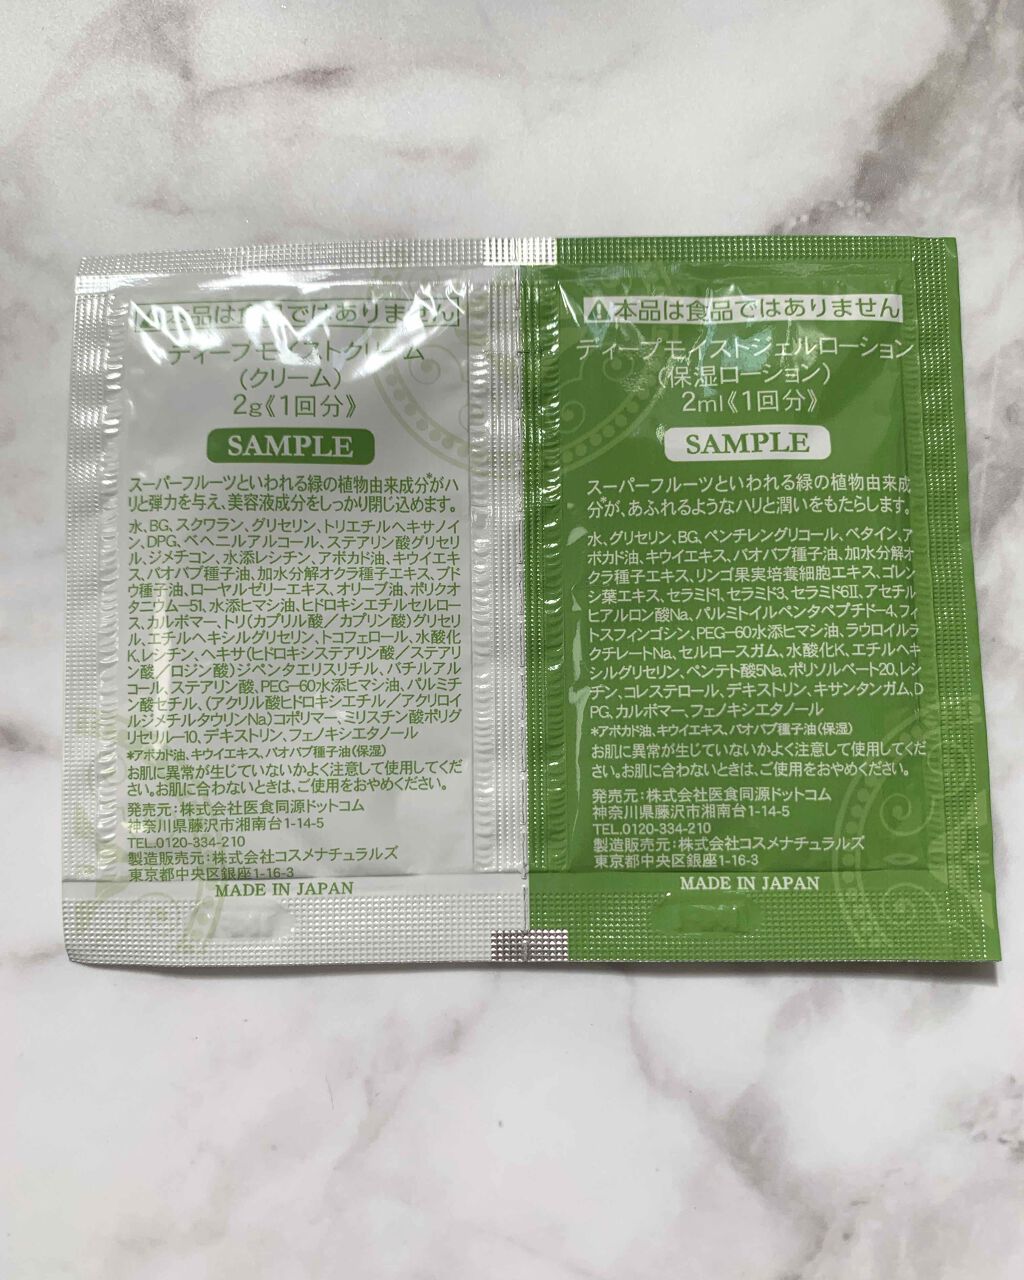 品は食品ではありません
ディープモイストクリーム
(クリーム)
2g《1回分》
SAMPLE
スーパーフルーツといわれる緑の植物由来成分*がハ
リと弾力を与え、美容液成分をしっかり閉じ込めます。
水、BG、スクワラン、グリセリン、トリエチルヘキサノイ
ン、DPG、ベヘニルアルコール、ステアリン酸グリセリ
ル、ジメチコン、水添レシチン、アボカド油、キウイエキ
ス、バオバブ種子油、加水分解オクラ種子エキス、ブド
ウ種子油、ローヤルゼリーエキス、オリーブ油、ポリクオ
タニウム-51、水添ヒマシ油、ヒドロキシエチルセルロー
ス、カルボマー、トリ(カプリル酸/カプリン酸)グリセリ
ル、エチルヘキシルグリセリン、トコフェロール、水酸化
K、レシチン、ヘキサ(ヒドロキシステアリン酸/ステアリ
ン酸/ロジン酸)ジペンタエリスリチル、バチルアル
コール、ステアリン酸、PEG-60水添ヒマシ油、パルミチ
ン酸セチル、(アクリル酸ヒドロキシエチル/アクリロイ
ルジメチルタウリンNa)コポリマー、ミリスチン酸ポリグ
リセリル-10、デキストリン、フェノキシエタノール
*アボカド油、キウイエキス、バオバブ種子油(保湿)
お肌に異常が生じていないかよく注意して使用してくだ
さい。お肌に合わないときは、ご使用をおやめください。
発売元:株式会社医食同源ドットコム
神奈川県藤沢市湘南台1-14-5
TEL.0120-334-210
製造販売元:株式会社コスメナチュラルズ
東京都中央区銀座1-16-3
MADE IN JAPAN
⚠本品は食品ではありません
ディープモイストジェルローション
(保湿ローション)
2ml《1回分》
SAMPLE
スーパーフルーツといわれる緑の植物由来成
分*が、あふれるようなハリと潤いをもたらします。
水、グリセリン、BG、ペンチレングリコール、ベタイン、ア
ボカド油、キウイエキス、バオバブ種子油、加水分解オ
クラ種子エキス、リンゴ果実培養細胞エキス、ゴレン
シ葉エキス、セラミド1、セラミド3、セラミド6Ⅱ、アセチル
ヒアルロン酸Na、パルミトイルペンタペプチド-4、フィ
トスフィンゴシン、PEG-60水添ヒマシ油、ラウロイルラ
クチレートNa、セルロースガム、水酸化K、エチルヘキ
シルグリセリン、ペンテト酸5Na、ポリソルベート20、レシ
チン、コレステロール、デキストリン、キサンタンガム、D
PG、カルボマー、フェノキシエタノール
*アボカド油、キウイエキス、バオバブ種子油(保湿)
お肌に異常が生じていないかよく注意して使用してくだ
さい。お肌に合わないときは、ご使用をおやめください。
発売元:株式会社医食同源ドットコム
神奈川県藤沢市湘南台1-14-5
TEL.0120-334-210
製造販売元:株式会社コスメナチュラルズ
東京都中央区銀座1-16-3
MADE IN JAPAN